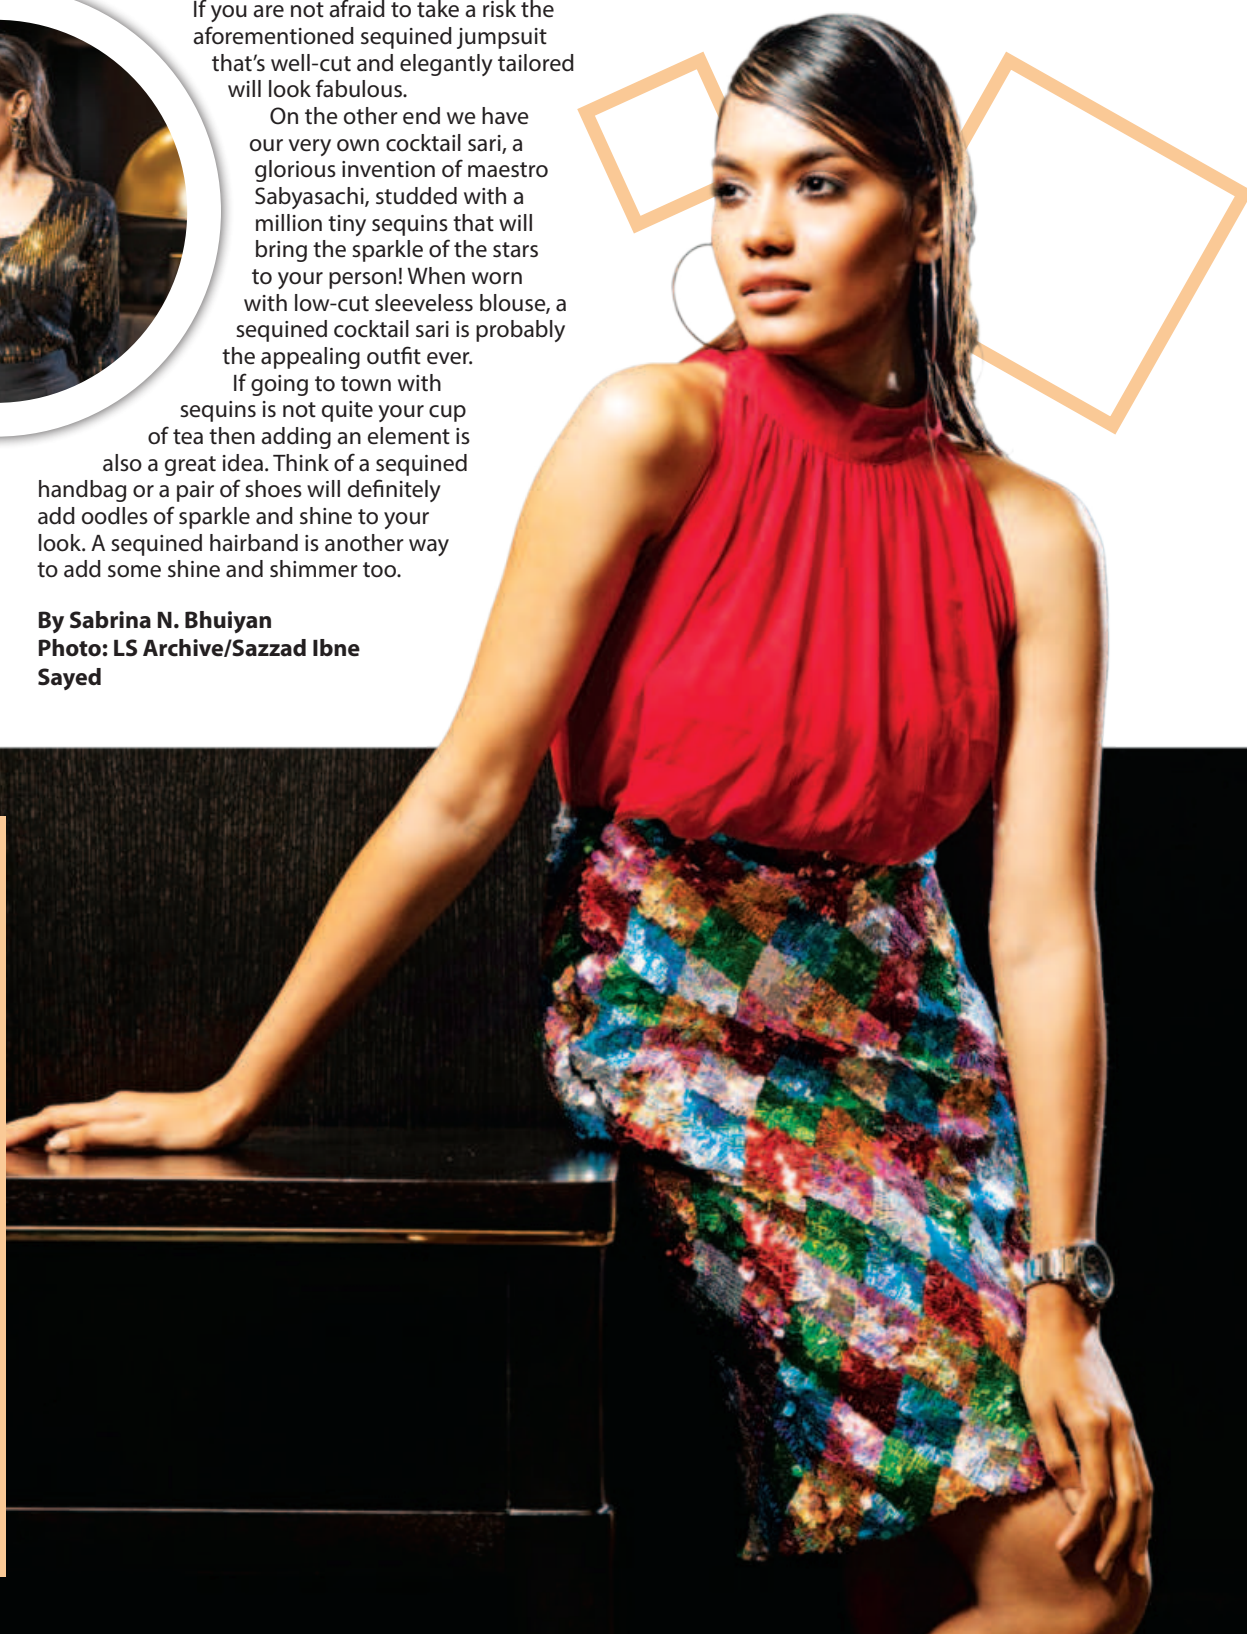 If you are not afraid to take a risk the
aforementioned sequined jumpsuit
that’s well-cut and elegantly tailored
will look fabulous.
On the other end we have
our very own cocktail sari, a
glorious invention of maestro
Sabyasachi, studded with a
million tiny sequins that will
bring the sparkle of the stars
to your person! When worn
with low-cut sleeveless blouse, a
sequined cocktail sari is probably
the appealing outfit ever.
If going to town with
sequins is not quite your cup
of tea then adding an element is
also a great idea. Think of a sequined
handbag or a pair of shoes will definitely
add oodles of sparkle and shine to your
look. A sequined hairband is another way
to add some shine and shimmer too.
By Sabrina N. Bhuiyan
Photo: LS Archive/Sazzad Ibne
Sayed